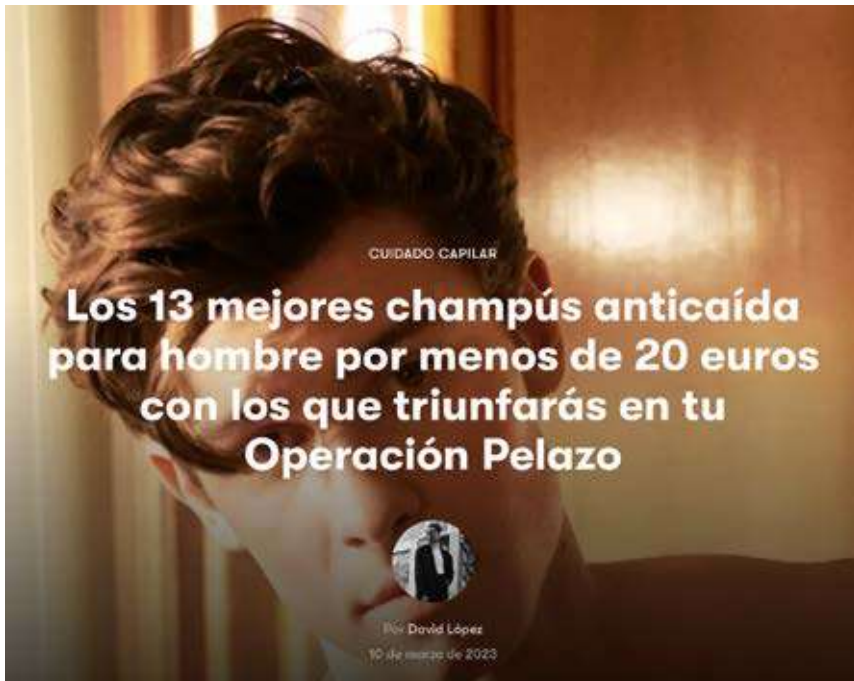 CUIDADO CAPILAR
Los 13 mejores champús anticaída
para hombre por menos de 20 euros
con los que triunfarás en tu
Operación Pelazo
Por David López
10 de marzo de 2023